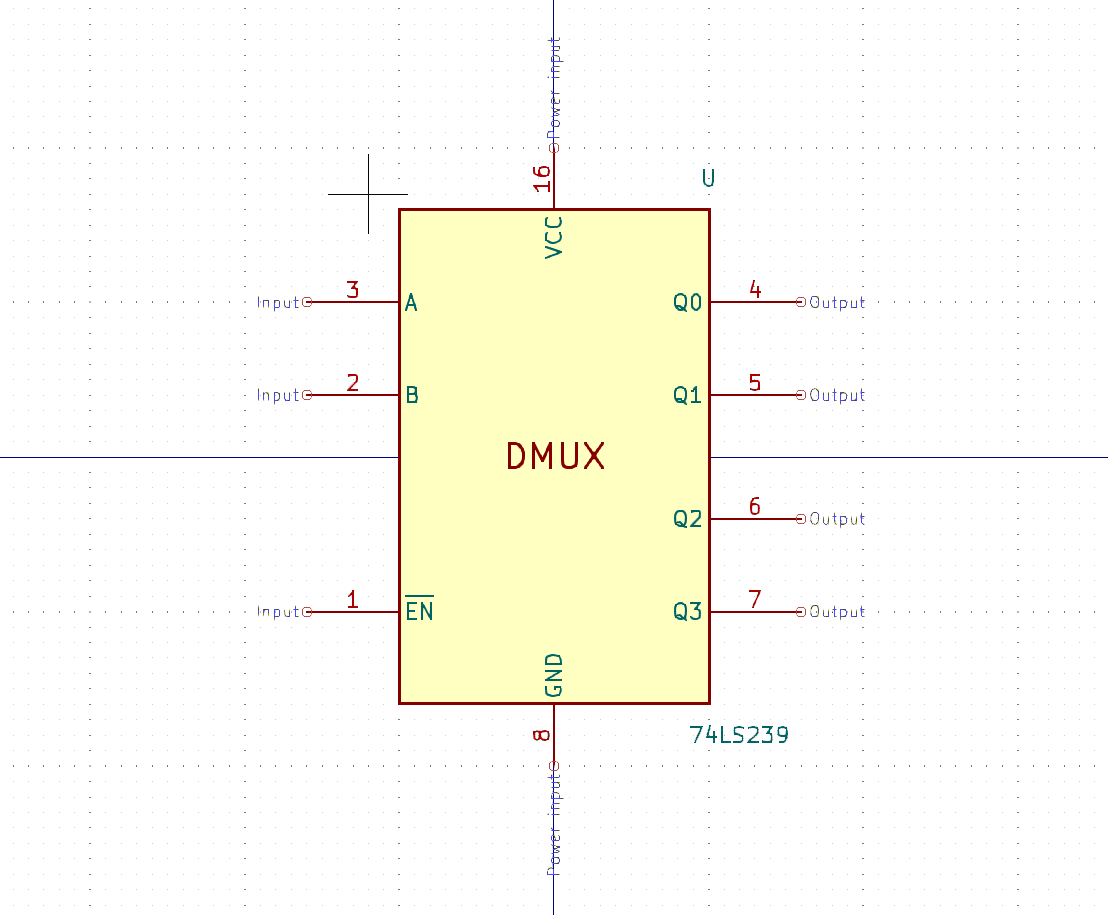 Power input
16
U
VCC
Input 3 A Q0 4 Output
Input 2 B Q1 5 Output
DMUX
Q2 6 Output
Input 1 EN Q3 7 Output
GND
8
74LS239
Power input